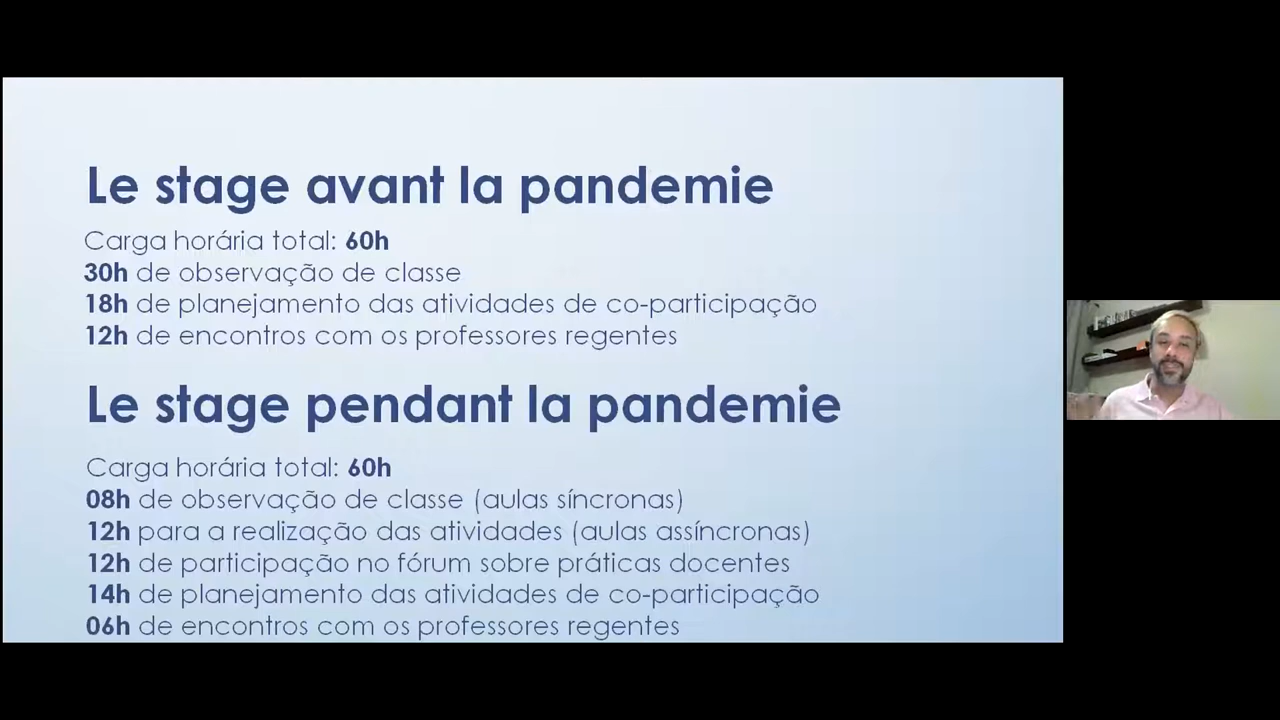 Le stage avant la pandemie
Carga horária total: 60h
30h de observação de classe
18h de planejamento das atividades de co-participação
12h de encontros com os professores regentes
Le stage pendant la pandemie
Carga horária total: 60h
08h de observação de classe (aulas síncronas)
12h para a realização das atividades (aulas assíncronas)
12h de participação no fórum sobre práticas docentes
14h de planejamento das atividades de co-participação
06h de encontros com os professores regentes